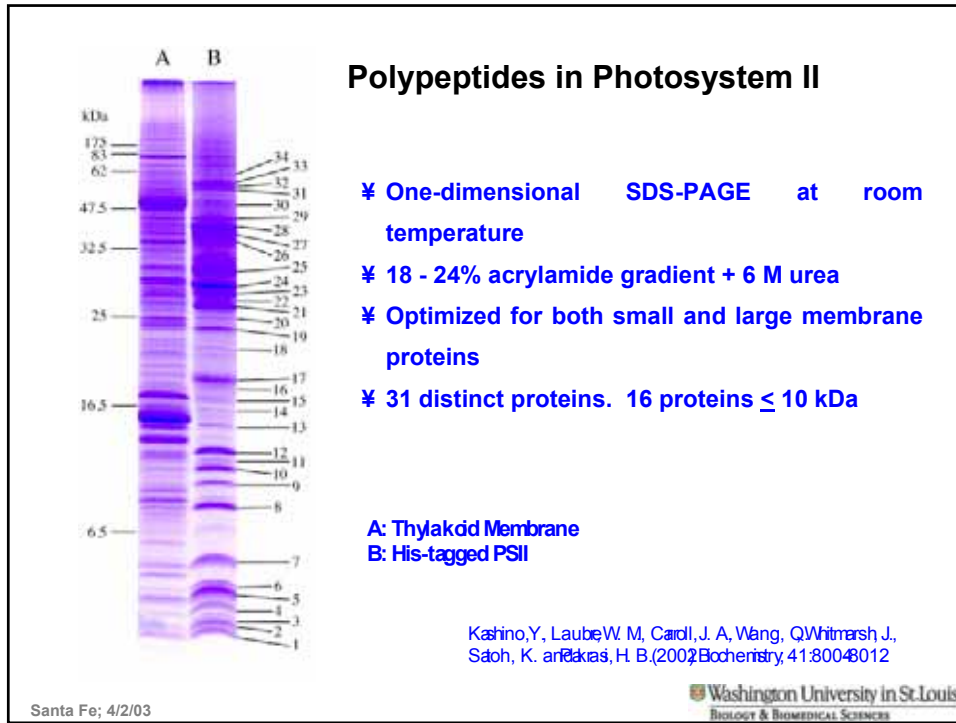 A B
Polypeptides in Photosystem II
kDa
175
83
62
47.5
32.5
25
16.5
6.5
34
33
32
31
30
29
28
27
26
25
24
23
22
21
20
19
18
17
16
15
14
13
12
11
10
9
8
7
6
5
4
3
2
1
¥ One-dimensional SDS-PAGE at room
temperature
¥ 18 - 24% acrylamide gradient + 6 M urea
¥ Optimized for both small and large membrane
proteins
¥ 31 distinct proteins. 16 proteins < 10 kDa
A: Thylakoid Membrane
B: His-tagged PSII
Kashino,Y., W. M, Carroll, J. A, Wang, Q, Whitmarsh, J.,
Satoh, K. and Pakrasi, H. B. (2002) Biochemistry, 41:8004-8012
Santa Fe; 4/2/03
Washington University in St. Louis
BIOLOGY & BIOMEDICAL SCIENCES